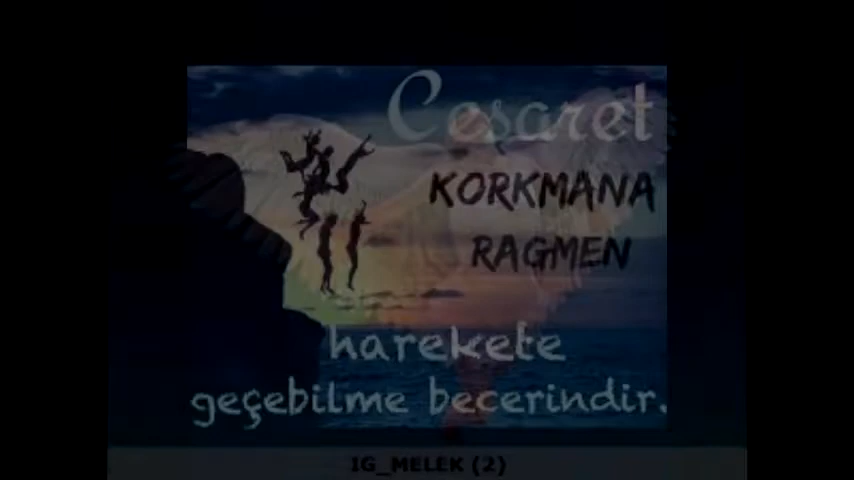 Cesaret
KORKMANA
RAGMEN
harekete
geçebilme becerindir.
IG_MELEK (2)